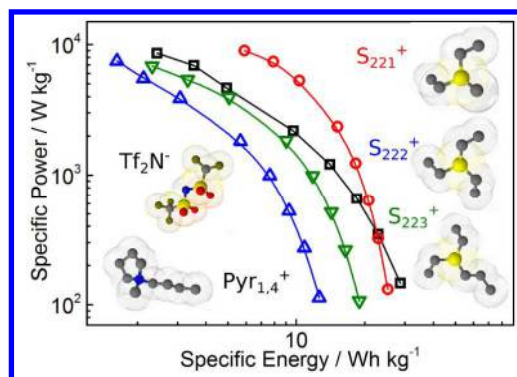 10⁴
S₂₂₁⁺
Specific Power / W kg⁻¹
Tf₂N⁻
S₂₂₂⁺
10³
S₂₂₃⁺
Pyr₁,₄⁺
10²
10
Specific Energy / Wh kg⁻¹